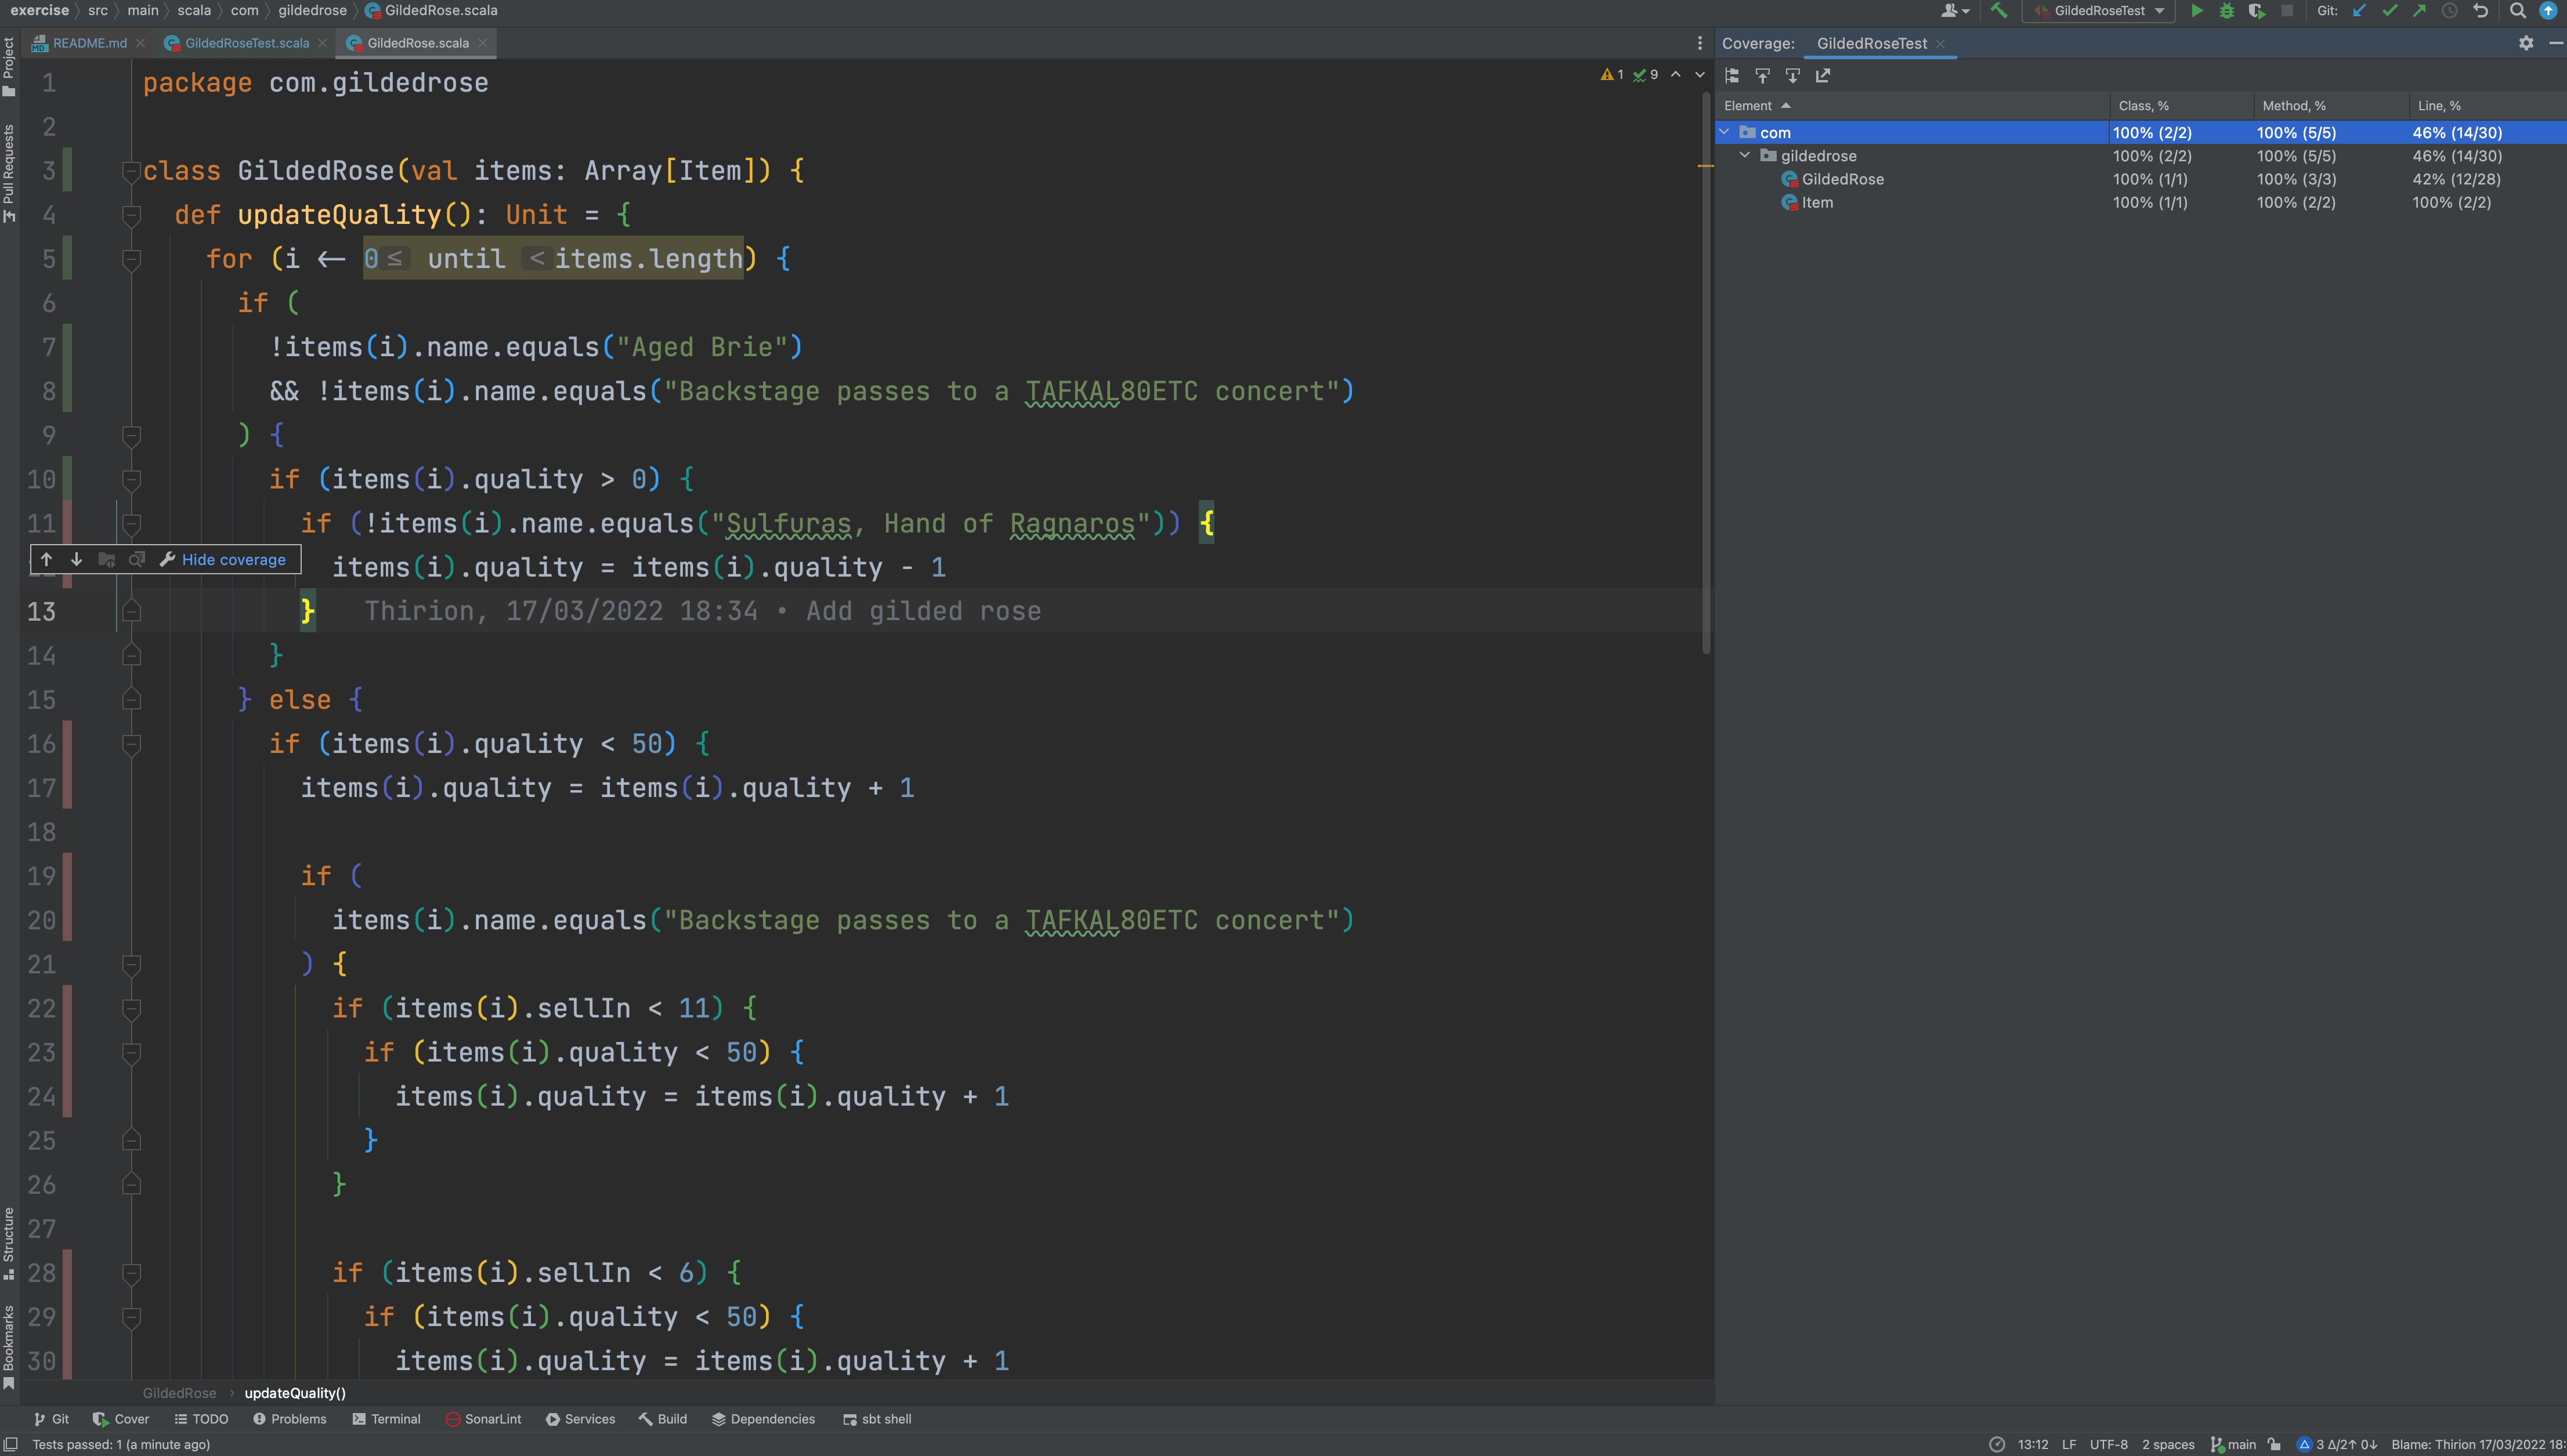 exercise > src > main > scala > com > gildedrose > GildedRose.scala
GildedRoseTest
Git:
README.md
GildedRoseTest.scala
GildedRose.scala
Coverage: GildedRoseTest
Project
Pull Requests
Structure
Bookmarks
1 9
1 package com.gildedrose
2
3 class GildedRose(val items: Array[Item]) {
4 def updateQuality(): Unit = {
5 for (i ← 0 ≤ until < items.length) {
6 if (
7 !items(i).name.equals("Aged Brie")
8 && !items(i).name.equals("Backstage passes to a TAFKAL80ETC concert")
9 ) {
10 if (items(i).quality > 0) {
11 if (!items(i).name.equals("Sulfuras, Hand of Ragnaros")) {
Hide coverage
items(i).quality = items(i).quality - 1
13 } Thirion, 17/03/2022 18:34 • Add gilded rose
14 }
15 } else {
16 if (items(i).quality < 50) {
17 items(i).quality = items(i).quality + 1
18
19 if (
20 items(i).name.equals("Backstage passes to a TAFKAL80ETC concert")
21 ) {
22 if (items(i).sellIn < 11) {
23 if (items(i).quality < 50) {
24 items(i).quality = items(i).quality + 1
25 }
26 }
27
28 if (items(i).sellIn < 6) {
29 if (items(i).quality < 50) {
30 items(i).quality = items(i).quality + 1
GildedRose > updateQuality()
Element Class, % Method, % Line, %
com 100% (2/2) 100% (5/5) 46% (14/30)
gildedrose 100% (2/2) 100% (5/5) 46% (14/30)
GildedRose 100% (1/1) 100% (3/3) 42% (12/28)
Item 100% (1/1) 100% (2/2) 100% (2/2)
Git Cover TODO Problems Terminal SonarLint Services Build Dependencies sbt shell
Tests passed: 1 (a minute ago)
13:12 LF UTF-8 2 spaces main 3 Δ/2↑ 0↓ Blame: Thirion 17/03/2022 18: